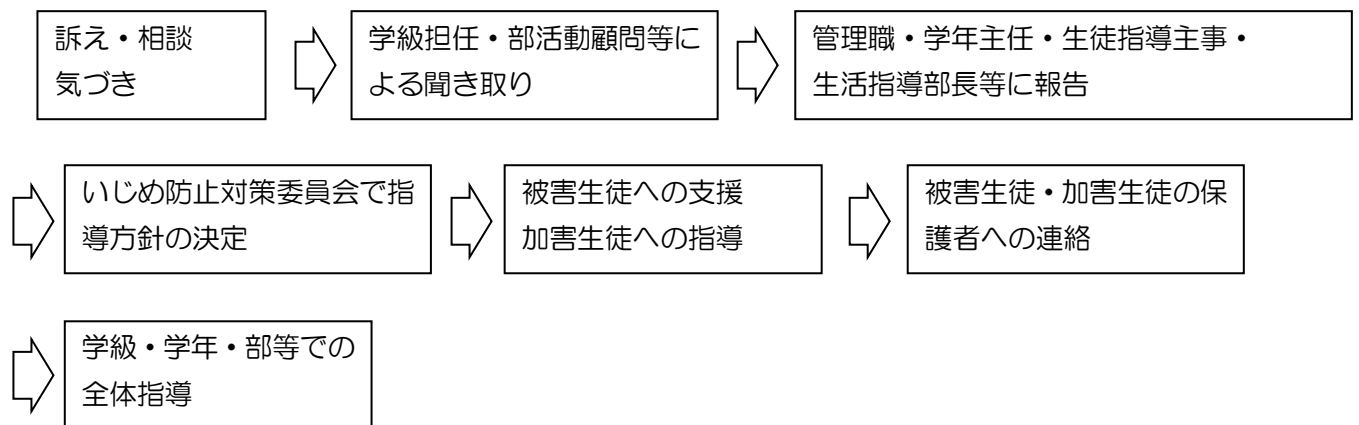 訴え・相談
気づき
学級担任・部活動顧問等に
よる聞き取り
管理職・学年主任・生徒指導主事・
生活指導部長等に報告
いじめ防止対策委員会で指
導方針の決定
被害生徒への支援
加害生徒への指導
被害生徒・加害生徒の保
護者への連絡
学級・学年・部等での
全体指導